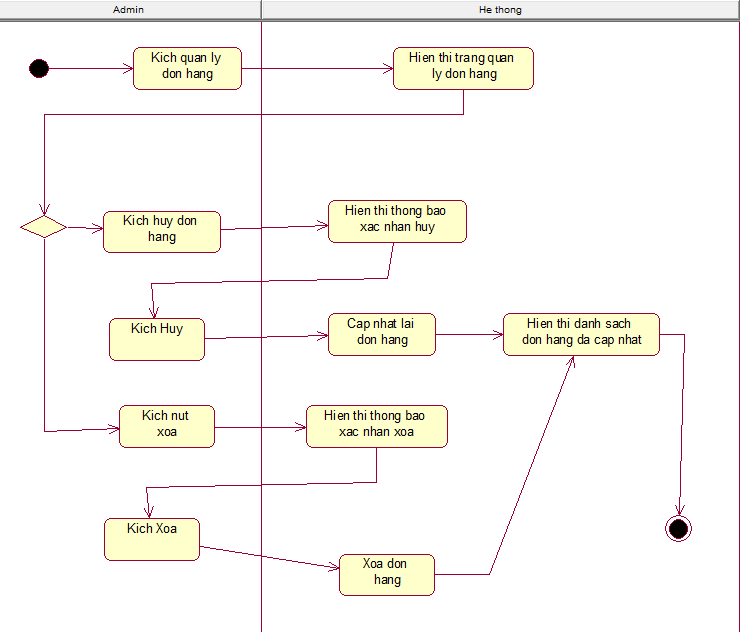 Admin
He thong
Kich quan ly
don hang
Hien thi trang quan
ly don hang
Kich huy don
hang
Hien thi thong bao
xac nhan huy
Kich Huy
Cap nhat lai
don hang
Hien thi danh sach
don hang da cap nhat
Kich nut
xoa
Hien thi thong bao
xac nhan xoa
Kich Xoa
Xoa don
hang